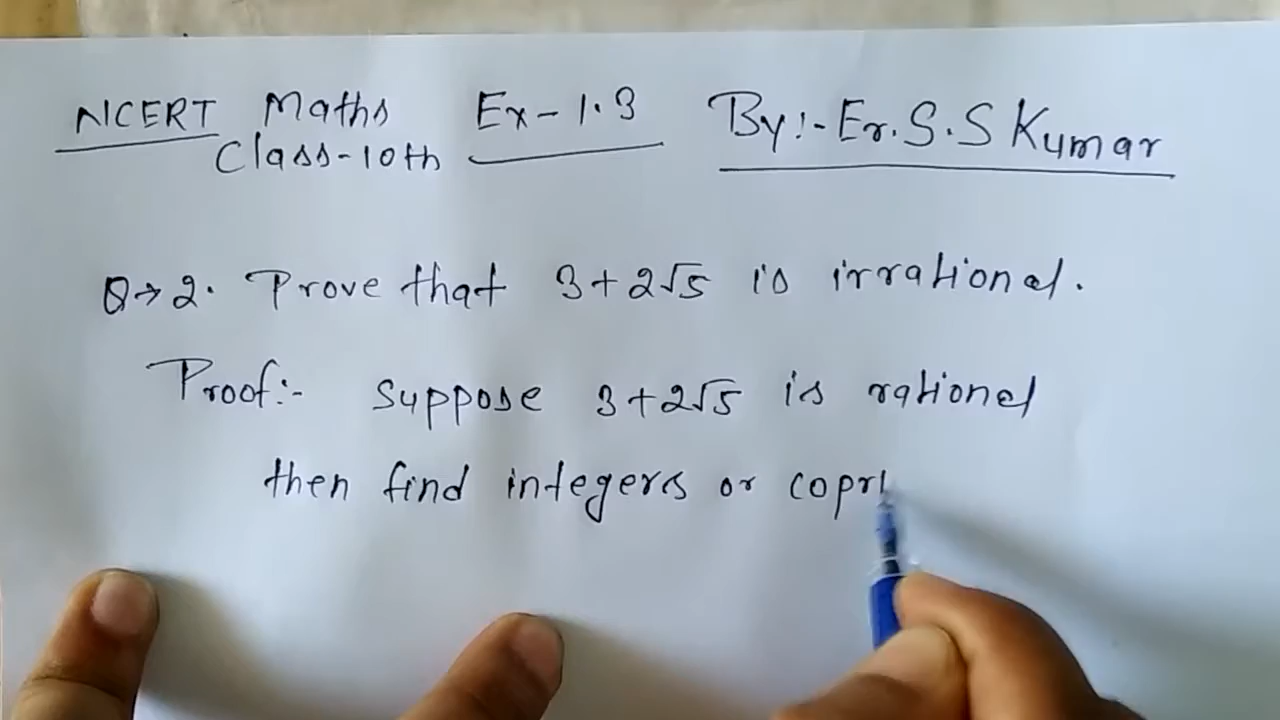 NCERT Maths Ex-1.3 By:-Er.S.S Kumar
Class-10th
Q→2. Prove that 3+2√5 is irrational.
Proof:- Suppose 3+2√5 is rational
then find integers or copri